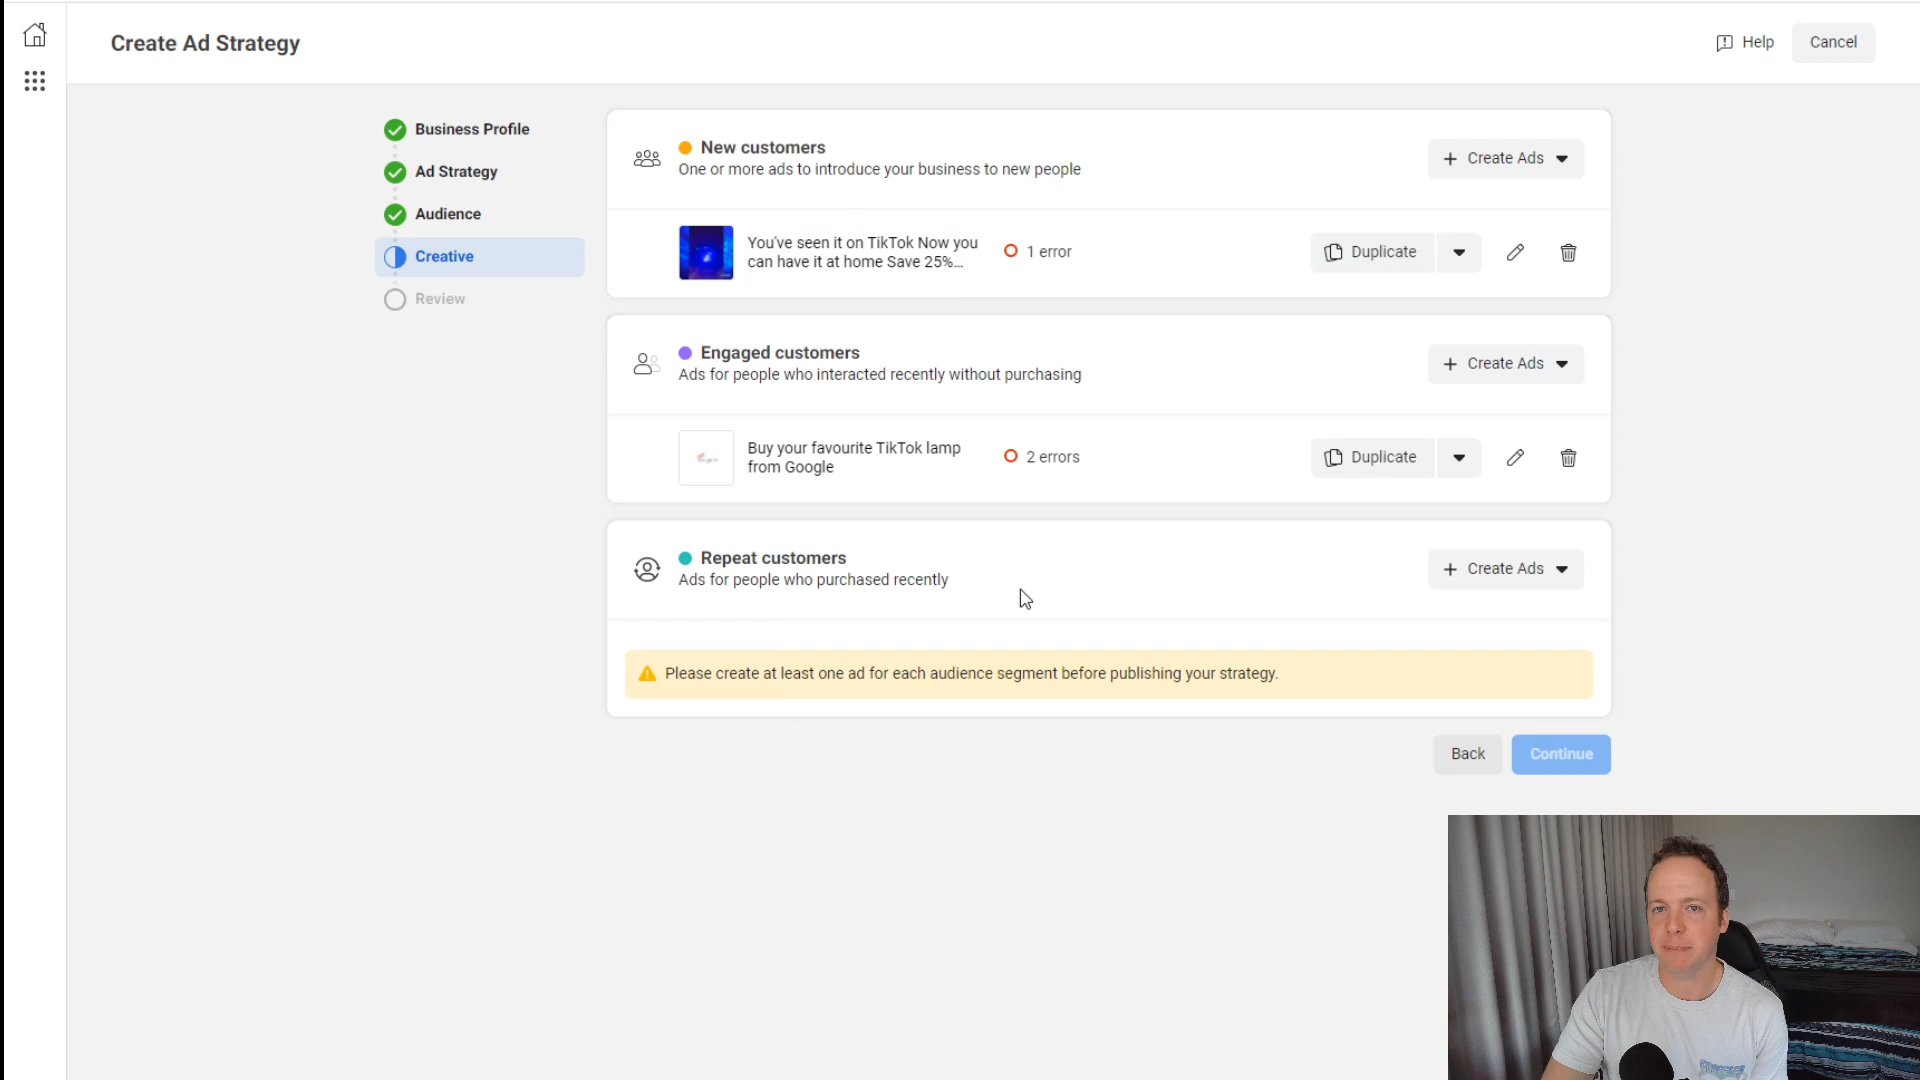 Create Ad Strategy
Help
Cancel
Business Profile
Ad Strategy
Audience
Creative
Review
New customers
One or more ads to introduce your business to new people
Create Ads
You've seen it on TikTok Now you
can have it at home Save 25%...
1 error
Duplicate
Engaged customers
Ads for people who interacted recently without purchasing
Create Ads
Buy your favourite TikTok lamp
from Google
2 errors
Duplicate
Repeat customers
Ads for people who purchased recently
Create Ads
Please create at least one ad for each audience segment before publishing your strategy.
Back
Continue